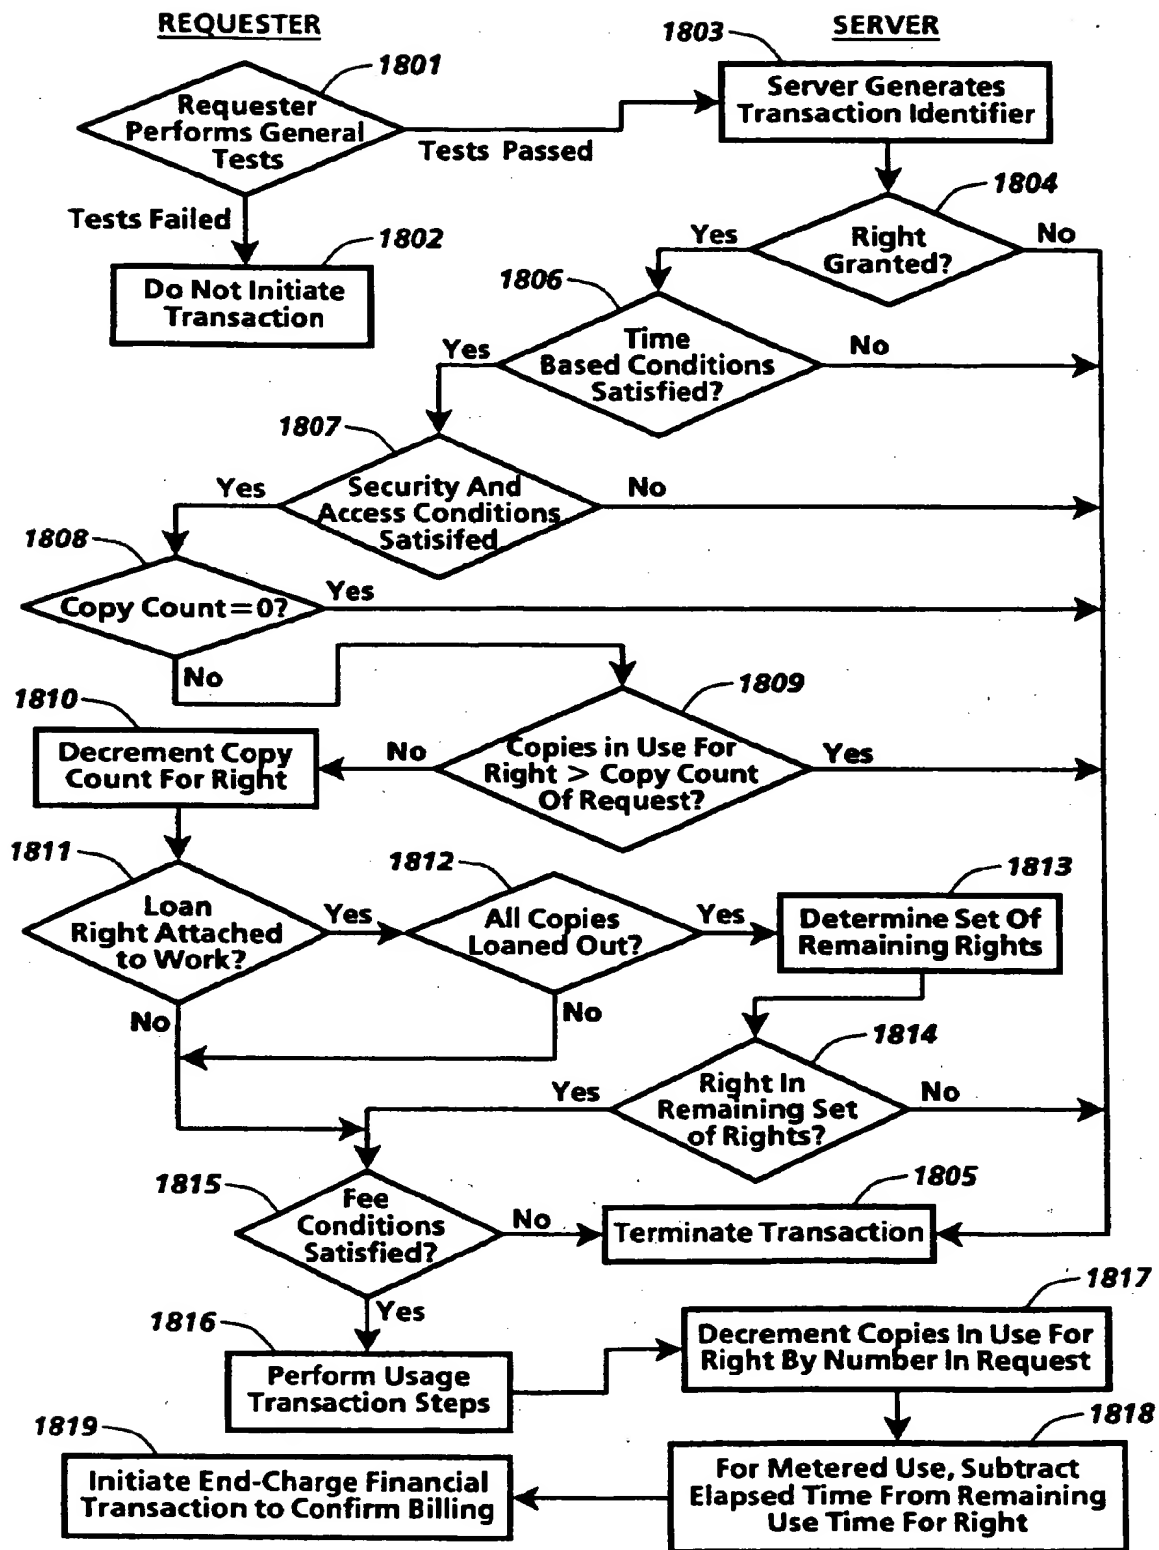 REQUESTER
SERVER
1803
1801
Requester
Performs General
Tests
Server Generates
Transaction Identifier
Tests Passed
Tests Failed
1804
1802
Yes
Right
Granted?
No
Do Not Initiate
Transaction
1806
Yes
Time
Based Conditions
Satisfied?
No
1807
Yes
Security And
Access Conditions
Satisifed
No
1808
Copy Count=0?
Yes
No
1809
1810
Decrement Copy
Count For Right
No
Copies in Use For
Right > Copy Count
Of Request?
Yes
1811
1812
1813
Loan
Right Attached
to Work?
Yes
All Copies
Loaned Out?
Yes
Determine Set Of
Remaining Rights
No
No
1814
Yes
Right In
Remaining Set
of Rights?
No
1815
1805
Fee
Conditions
Satisfied?
No
Terminate Transaction
1817
Yes
1816
Decrement Copies In Use For
Right By Number In Request
Perform Usage
Transaction Steps
1818
1819
Initiate End-Charge Financial
Transaction to Confirm Billing
For Metered Use, Subtract
Elapsed Time From Remaining
Use Time For Right